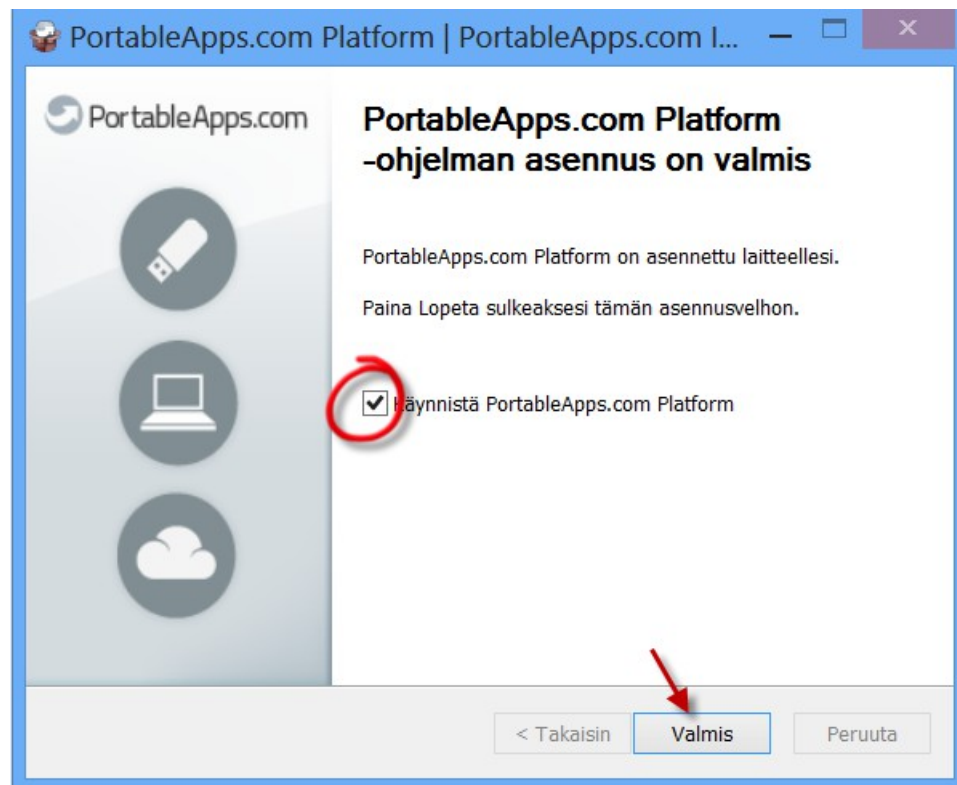 PortableApps.com Platform | PortableApps.com I...
PortableApps.com
PortableApps.com Platform
-ohjelman asennus on valmis
PortableApps.com Platform on asennettu laitteellesi.
Paina Lopeta sulkeaksesi tämän asennusvelhon.
Käynnistä PortableApps.com Platform
< Takaisin
Valmis
Peruuta